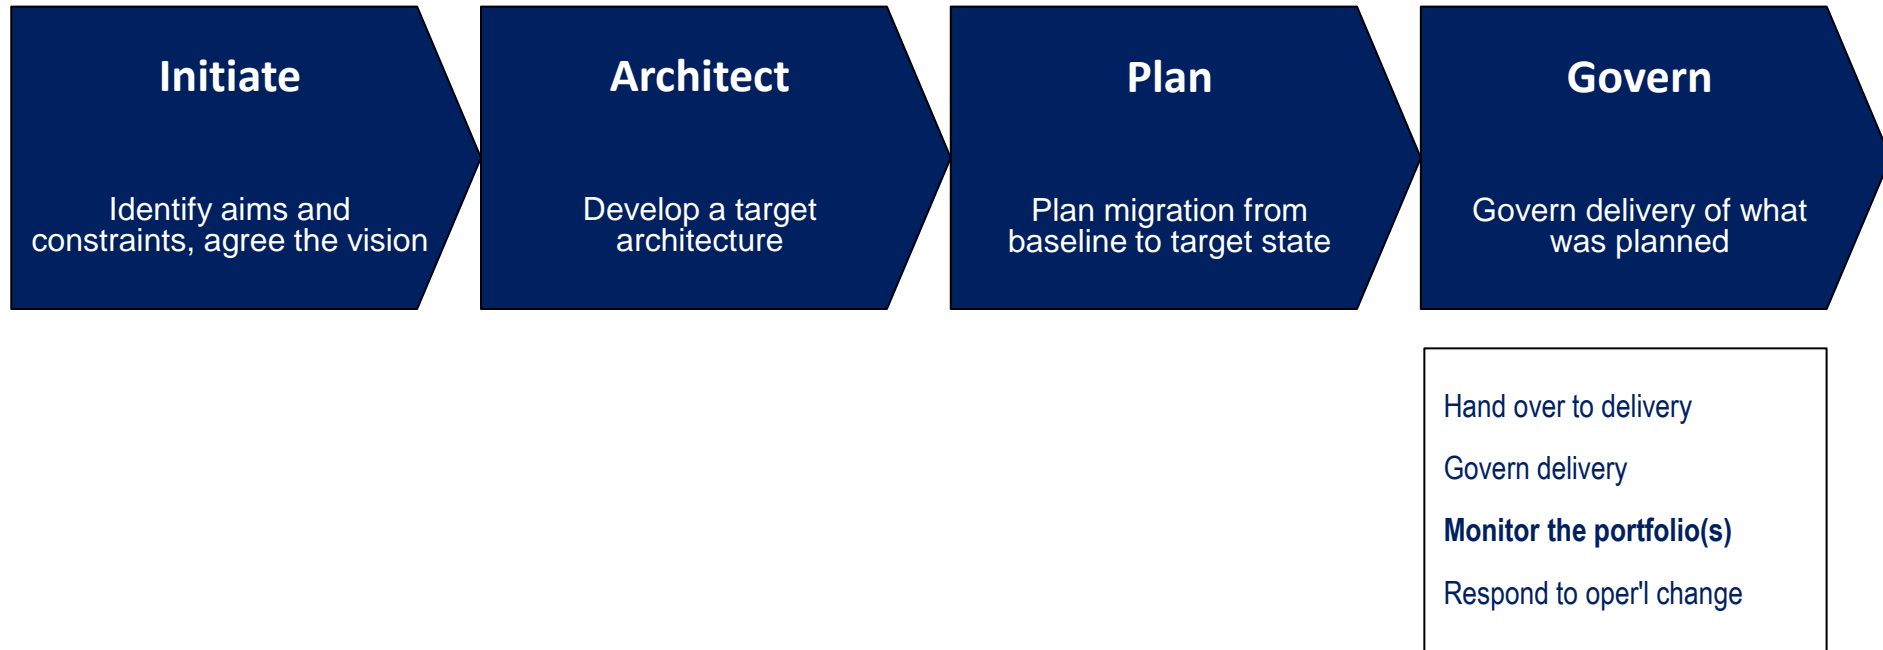 Initiate
Identify aims and
constraints, agree the vision
Architect
Develop a target
architecture
Plan
Plan migration from
baseline to target state
Govern
Govern delivery of what
was planned
Hand over to delivery
Govern delivery
Monitor the portfolio(s)
Respond to oper'l change